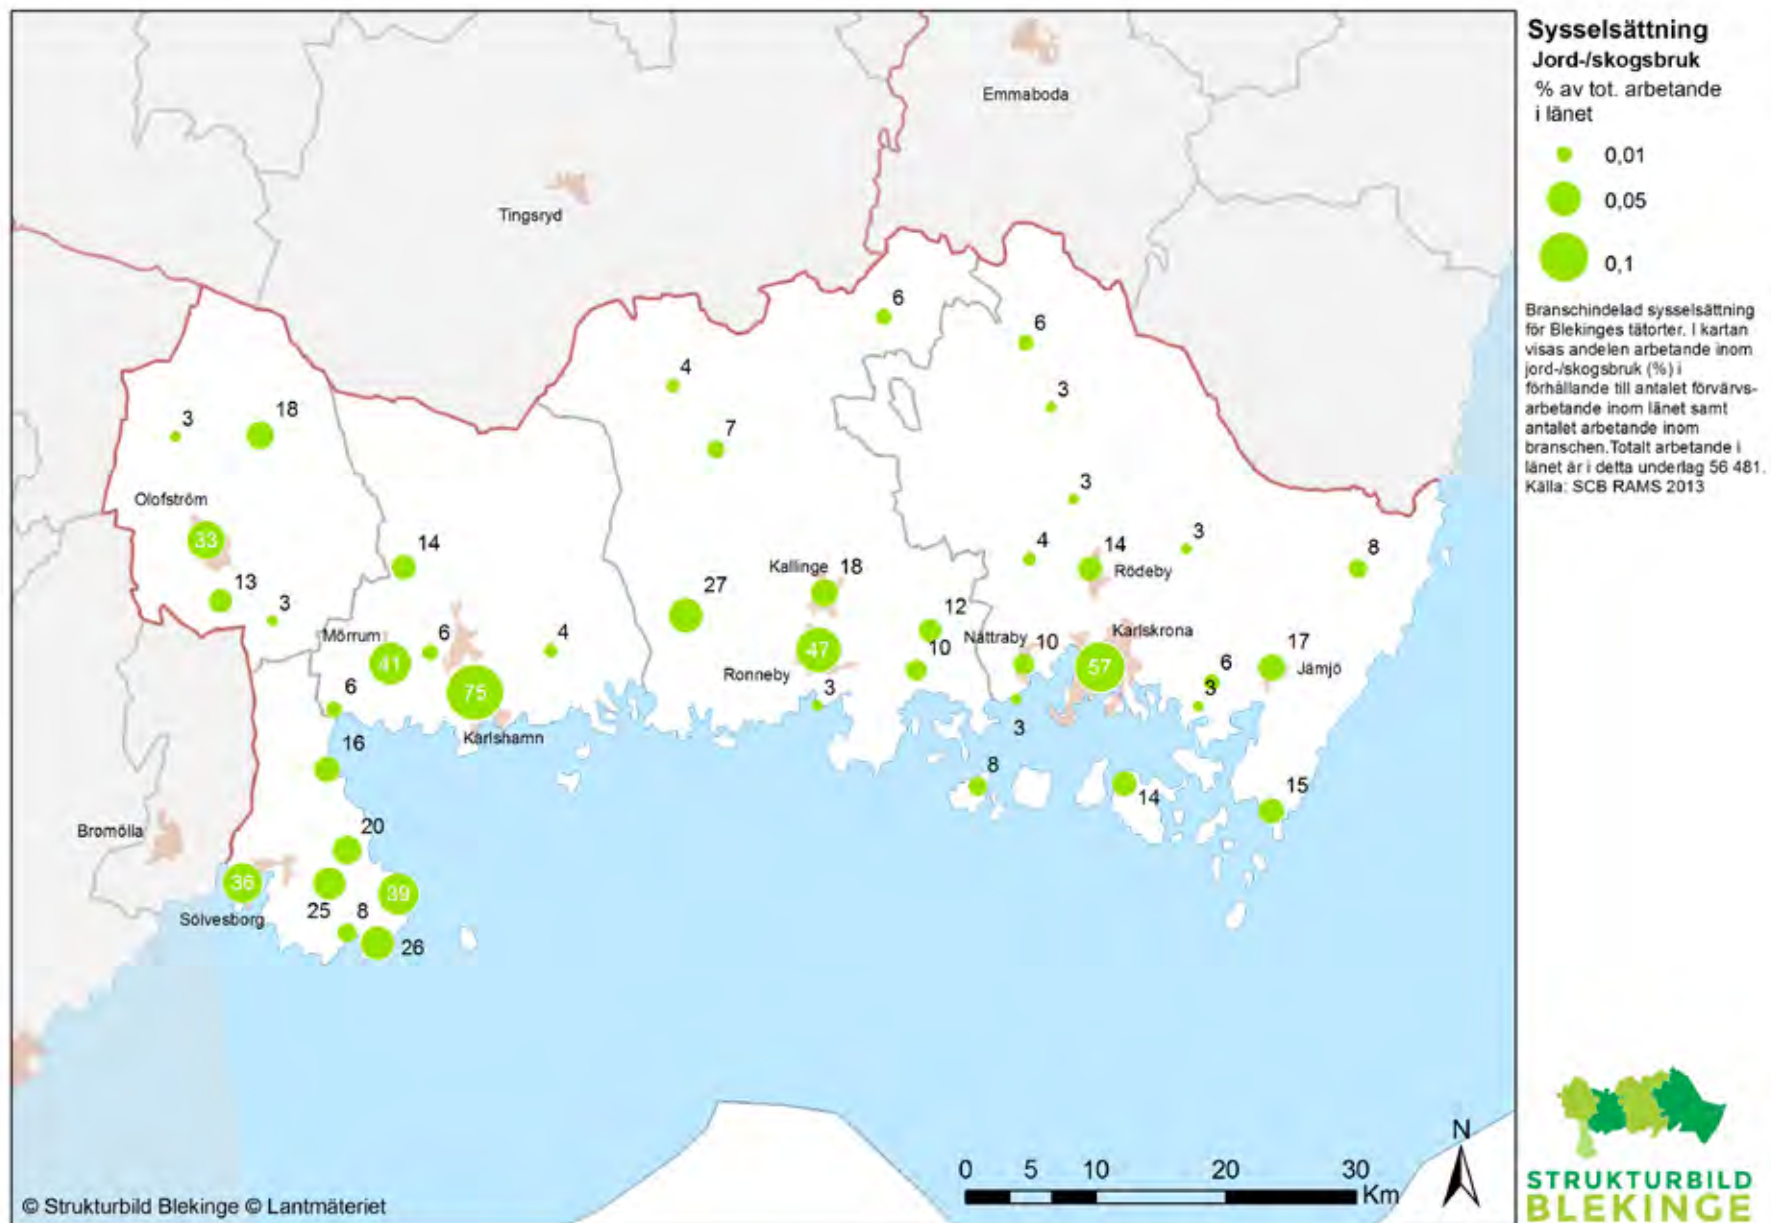 Sysselsättning
Jord-/skogsbruk
% av tot. arbetande
i länet
0,01
0,05
0,1
Branschindelad sysselsättning
för Blekinges tätorter. I kartan
visas andelen arbetande inom
jord-/skogsbruk (%) i
förhållande till antalet förvärvs-
arbetande inom länet samt
antalet arbetande inom
branschen.Totalt arbetande i
länet är i detta underlag 56 481.
Källa: SCB RAMS 2013
Emmaboda
Tingsryd
6
6
4
3
3
18
7
Olofström
3
33
14
4
14
3
8
Rödeby
Kallinge
18
13
3
27
12
Mörrum
6
4
Nättraby
10
Karlskrona
41
47
10
57
17
Jämjö
Ronneby
6
75
6
3
3
3
Karlshamn
16
8
14
15
Bromölla
20
36
39
Sölvesborg
25
8
26
N
0
5
10
20
30
Km
© Strukturbild Blekinge © Lantmäteriet
STRUKTURBILD
BLEKINGE